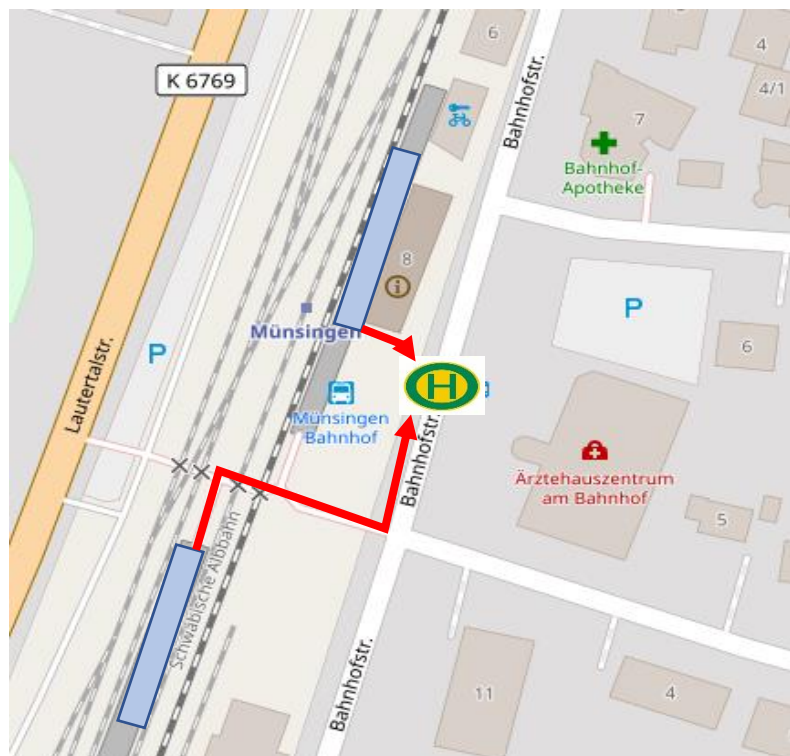 6
4
4/1
K 6769
Bahnhofstr.
7
Bahnhof-
Apotheke
8
P
Münsingen
P
6
Lautertalstr.
H
Münsingen
Bahnhof
Bahnhofstr.
Ärztehauszentrum
am Bahnhof
5
Schwäbische Albbahn
Bahnhofstr.
11
4